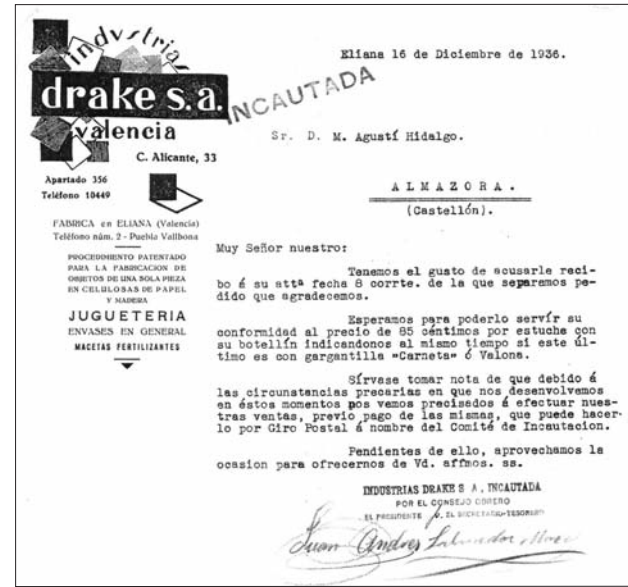 industrias
drake s.a.
valencia
C. Alicante, 33
Apartado 356
Teléfono 10449
FABRICA en ELIANA (Valencia)
Teléfono núm. 2 - Puebla Vallbona
PROCEDIMIENTO PATENTADO
PARA LA FABRICACION DE
OBJETOS DE UNA SOLA PIEZA
EN CELULOSAS DE PAPEL
Y MADERA
JUGUETERIA
ENVASES EN GENERAL
MACETAS FERTILIZANTES
INCAUTADA
Eliana 16 de Diciembre de 1936.
Sr. D. M. Agustí Hidalgo.
ALMAZORA.
(Castellón).
Muy Señor nuestro:
Tenemos el gusto de acusarle reci-
bo á su attª fecha 8 corrte. de la que separamos pe-
dido que agradecemos.
Esperamos para poderlo servír su
conformidad al precio de 85 céntimos por estuche con
su botellín indicandonos al mismo tiempo si este úl-
timo es con gargantilla "Carneta" ó Valona.
Sírvase tomar nota de que debido á
las circunstancias precarias en que nos desenvolvemos
en éstos momentos nos vemos precisados á efectuar nues-
tras ventas, previo pago de las mismas, que puede hacer-
lo por Giro Postal á nombre del Comité de Incautacion.
Pendientes de ello, aprovechamos la
ocasion para ofrecernos de Vd. affmos. ss.
INDUSTRIAS DRAKE S A, INCAUTADA
POR EL CONSEJO OBRERO
EL PRESIDENTE EL SECRETARIO-TESORERO
Juan Andres Salvador